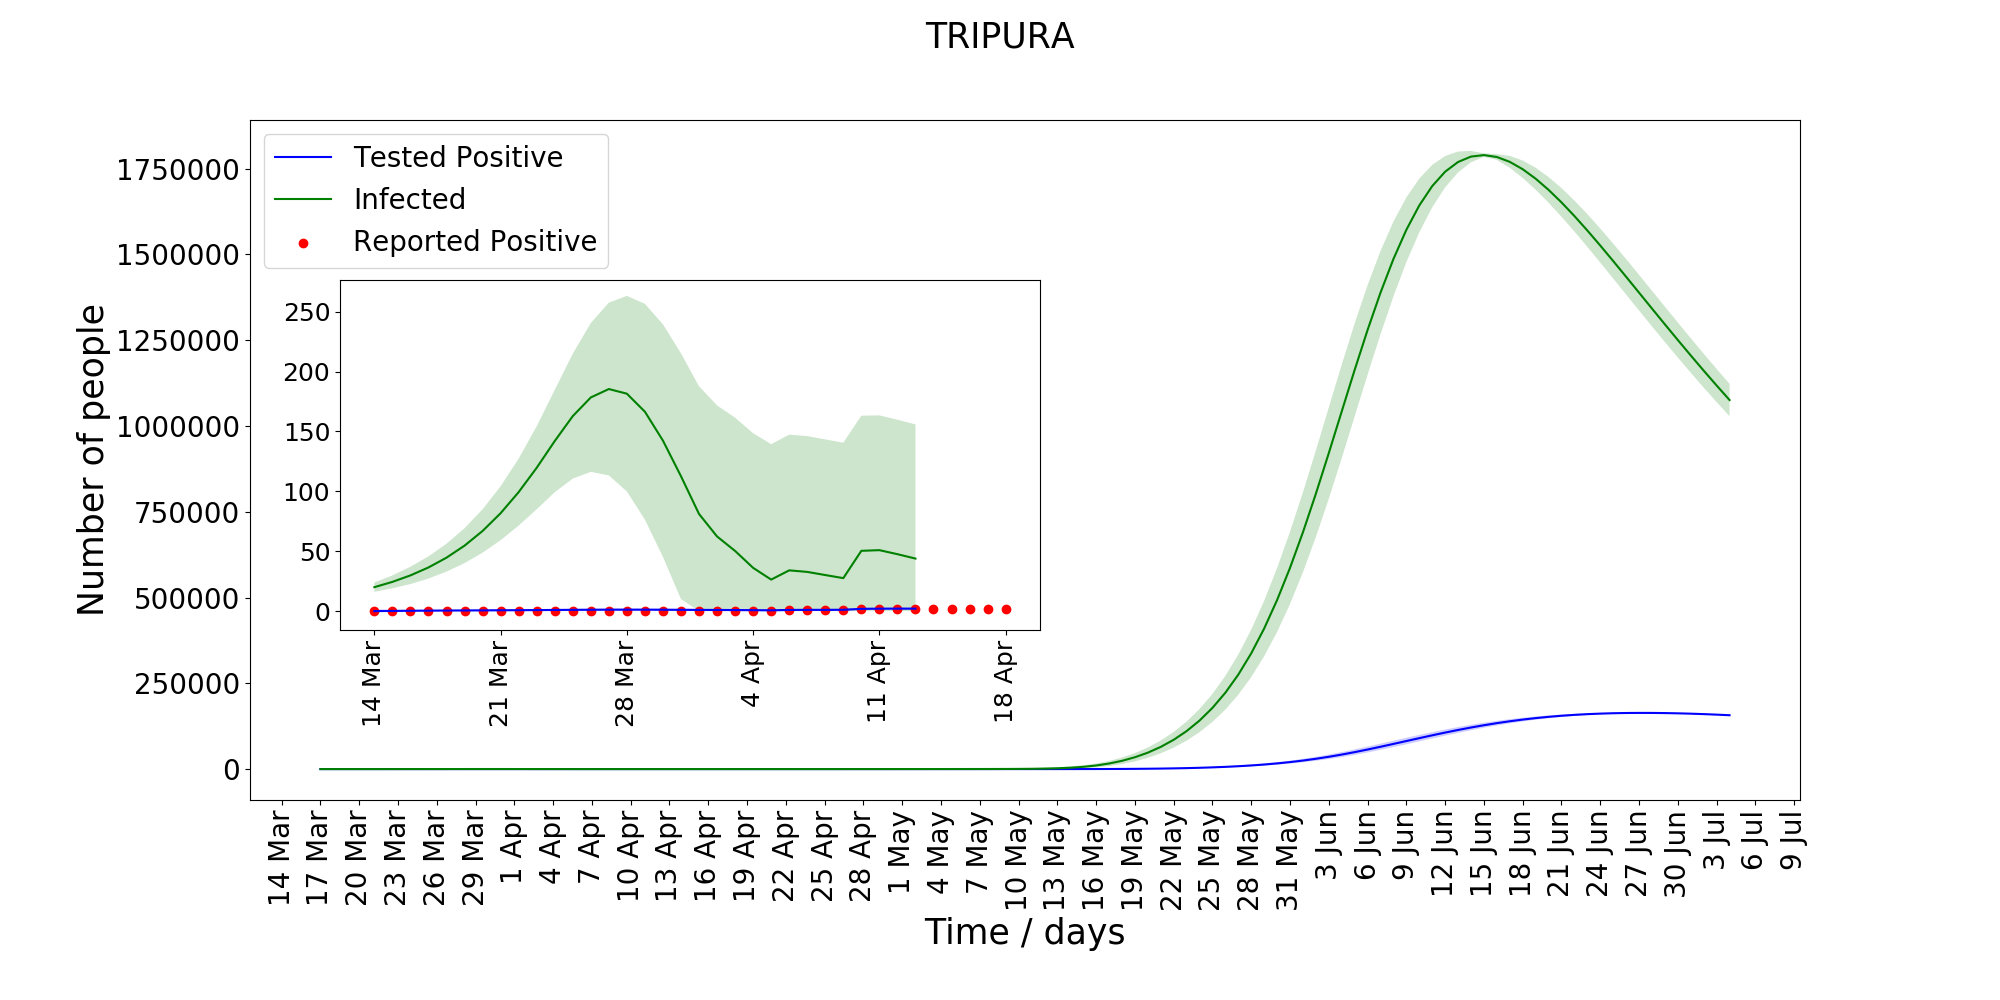 TRIPURA
Tested Positive
Infected
Reported Positive
Number of people
1750000
1500000
1250000
1000000
750000
500000
250000
0
250
200
150
100
50
0
14 Mar
21 Mar
28 Mar
4 Apr
11 Apr
18 Apr
14 Mar
17 Mar
20 Mar
23 Mar
26 Mar
29 Mar
1 Apr
4 Apr
7 Apr
10 Apr
13 Apr
16 Apr
19 Apr
22 Apr
25 Apr
28 Apr
1 May
4 May
7 May
10 May
13 May
16 May
19 May
22 May
25 May
28 May
31 May
3 Jun
6 Jun
9 Jun
12 Jun
15 Jun
18 Jun
21 Jun
24 Jun
27 Jun
30 Jun
3 Jul
6 Jul
9 Jul
Time / days